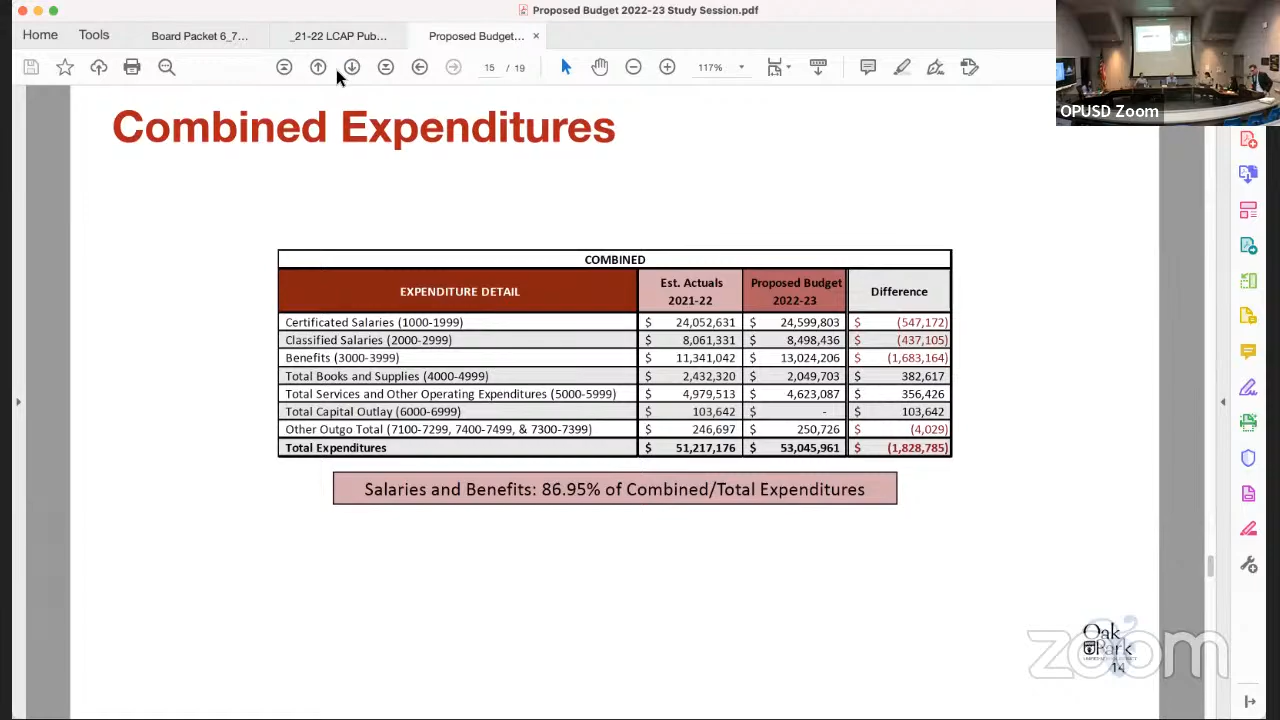 Proposed Budget 2022-23 Study Session.pdf
Home Tools Board Packet 6_7... _21-22 LCAP Pub... Proposed Budget... ×
15 / 19 117%
OPUSD Zoom
Combined Expenditures
COMBINED
EXPENDITURE DETAIL Est. Actuals 2021-22 Proposed Budget 2022-23 Difference
Certificated Salaries (1000-1999) $ 24,052,631 $ 24,599,803 $ (547,172)
Classified Salaries (2000-2999) $ 8,061,331 $ 8,498,436 $ (437,105)
Benefits (3000-3999) $ 11,341,042 $ 13,024,206 $ (1,683,164)
Total Books and Supplies (4000-4999) $ 2,432,320 $ 2,049,703 $ 382,617
Total Services and Other Operating Expenditures (5000-5999) $ 4,979,513 $ 4,623,087 $ 356,426
Total Capital Outlay (6000-6999) $ 103,642 $ - $ 103,642
Other Outgo Total (7100-7299, 7400-7499, & 7300-7399) $ 246,697 $ 250,726 $ (4,029)
Total Expenditures $ 51,217,176 $ 53,045,961 $ (1,828,785)
Salaries and Benefits: 86.95% of Combined/Total Expenditures
Oak
Park
zoom
14